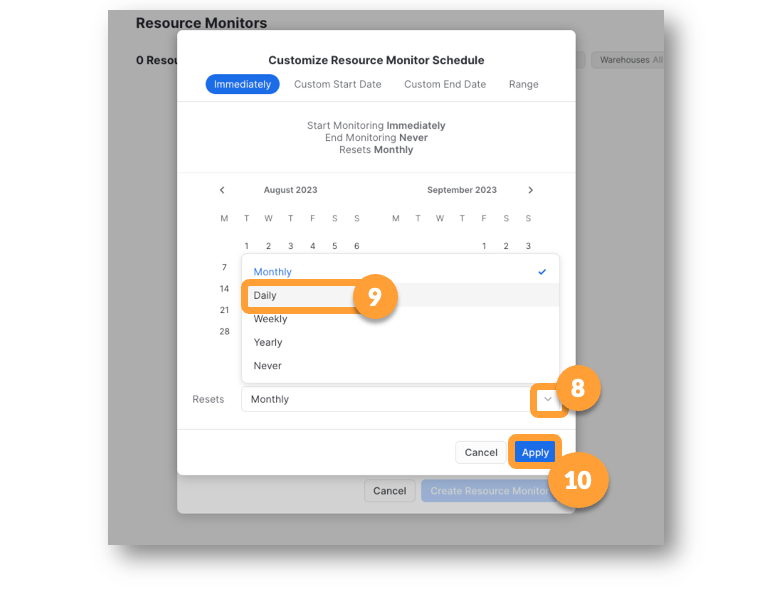 Resource Monitors
0 Resou
Warehouses All
Customize Resource Monitor Schedule
Immediately Custom Start Date Custom End Date Range
Start Monitoring Immediately
End Monitoring Never
Resets Monthly
August 2023 September 2023
M T W T F S S M T W T F S S
1 2 3 4 5 6 1 2 3
7
Monthly
14
Daily
9
21
Weekly
28
Yearly
Never
8
Resets Monthly
Cancel Apply
10
Cancel Create Resource Monitor